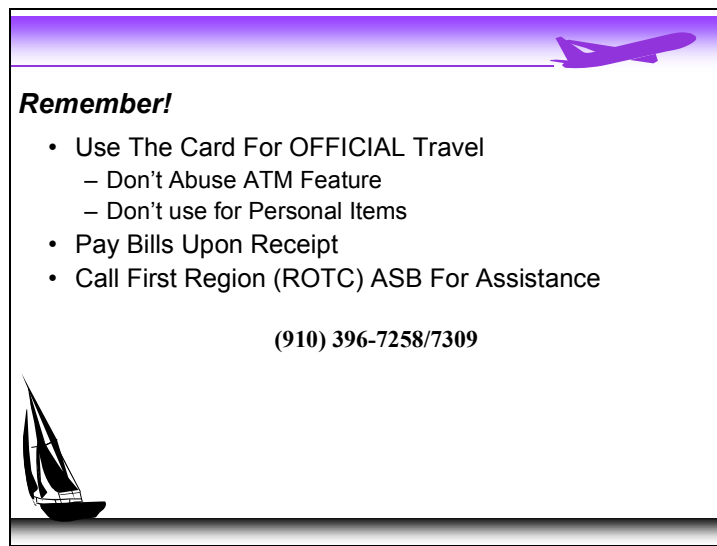 Remember!
• Use The Card For OFFICIAL Travel
– Don’t Abuse ATM Feature
– Don’t use for Personal Items
• Pay Bills Upon Receipt
• Call First Region (ROTC) ASB For Assistance
(910) 396-7258/7309